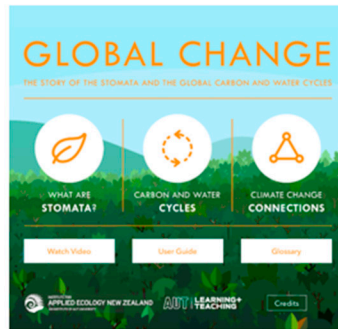 GLOBAL CHANGE
THE STORY OF THE STOMATA AND THE GLOBAL CARBON AND WATER CYCLES
WHAT ARE
STOMATA?
CARBON AND WATER
CYCLES
CLIMATE CHANGE
CONNECTIONS
Watch Video
User Guide
Glossary
APPLIED ECOLOGY NEW ZEALAND
AUT
LEARNING+
TEACHING
Credits